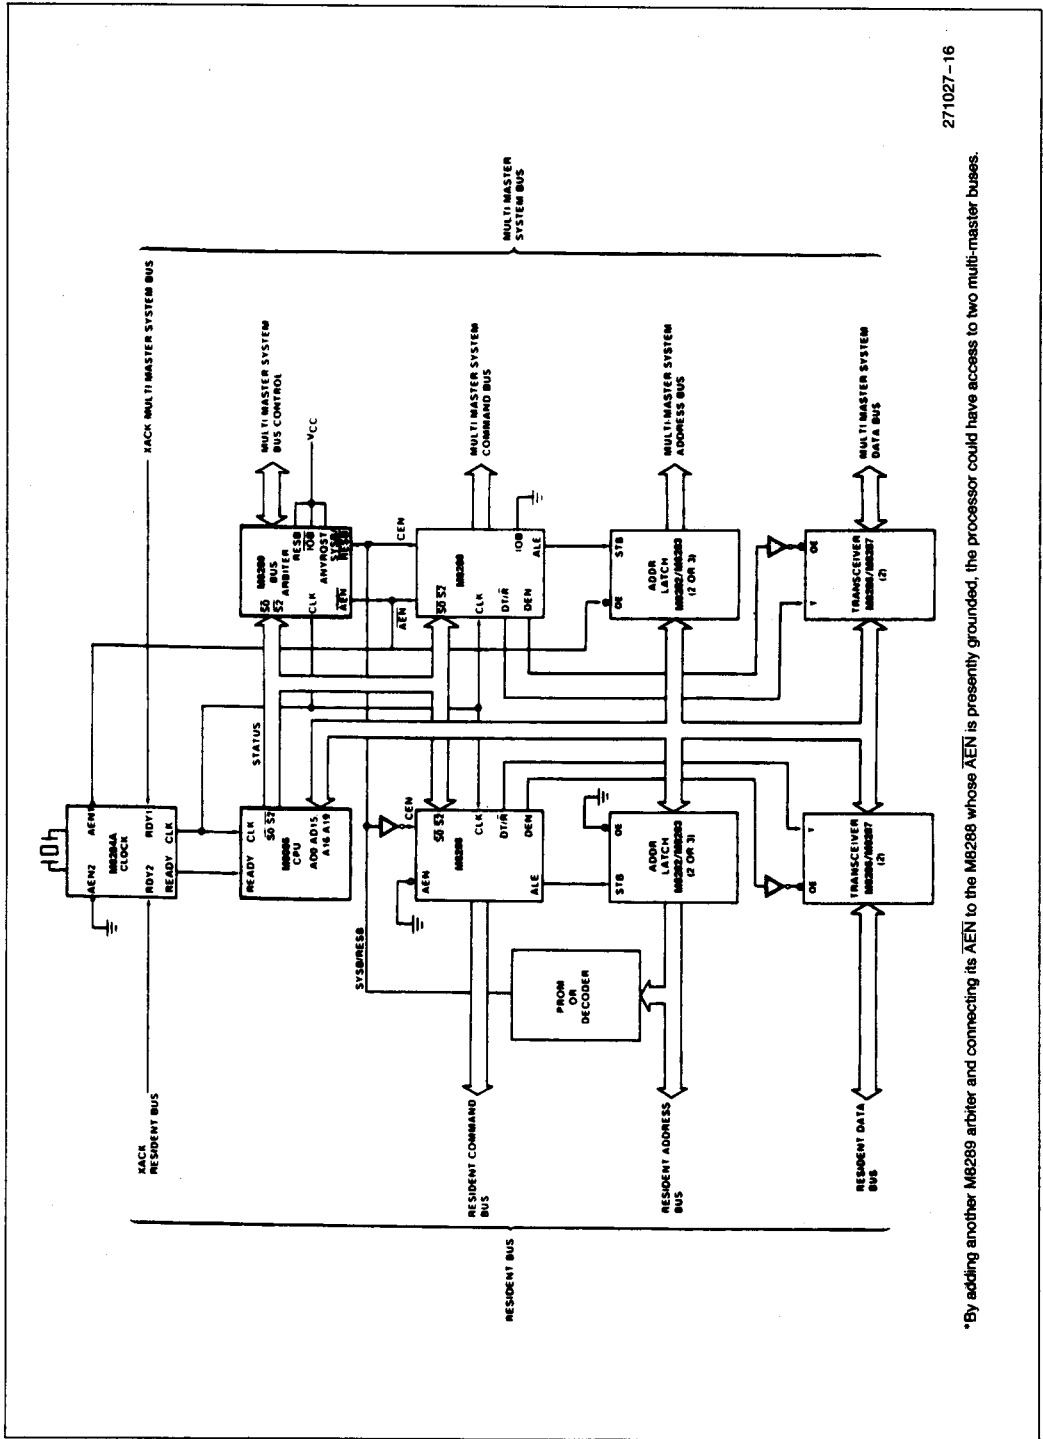 XACK MULTI MASTER SYSTEM BUS
XACK
RESIDENT BUS
AEN2
AEN1
M8284A
CLOCK
RDY2
RDY1
READY
CLK
STATUS
READY
CLK
CPU
AD0 AD15
A16 A19
S0 S2
S0
S2
BUS
ARBITER
CLK
RESB
IOB
ANYRQST
AEN
MULTI MASTER SYSTEM
BUS CONTROL
VCC
SYSB/RESB
CEN
CEN
AEN
AEN
S0 S2
CLK
DT/R
DEN
ALE
S0 S2
CLK
DT/R
DEN
IOB
ALE
RESIDENT COMMAND
BUS
MULTI MASTER SYSTEM
COMMAND BUS
PROM
OR
DECODER
STB
OE
ADDR
LATCH
M8282/M8283
(2 OR 3)
OE
STB
ADDR
LATCH
M8282/M8283
(2 OR 3)
RESIDENT ADDRESS
BUS
MULTI-MASTER SYSTEM
ADDRESS BUS
OE
T
TRANSCEIVER
M8286/M8287
(2)
T
OE
TRANSCEIVER
M8286/M8287
(2)
RESIDENT DATA
BUS
MULTI MASTER SYSTEM
DATA BUS
RESIDENT BUS
MULTI MASTER
SYSTEM BUS
271027–16
*By adding another M8289 arbiter and connecting its AEN to the M8288 whose AEN is presently grounded, the processor could have access to two multi-master buses.